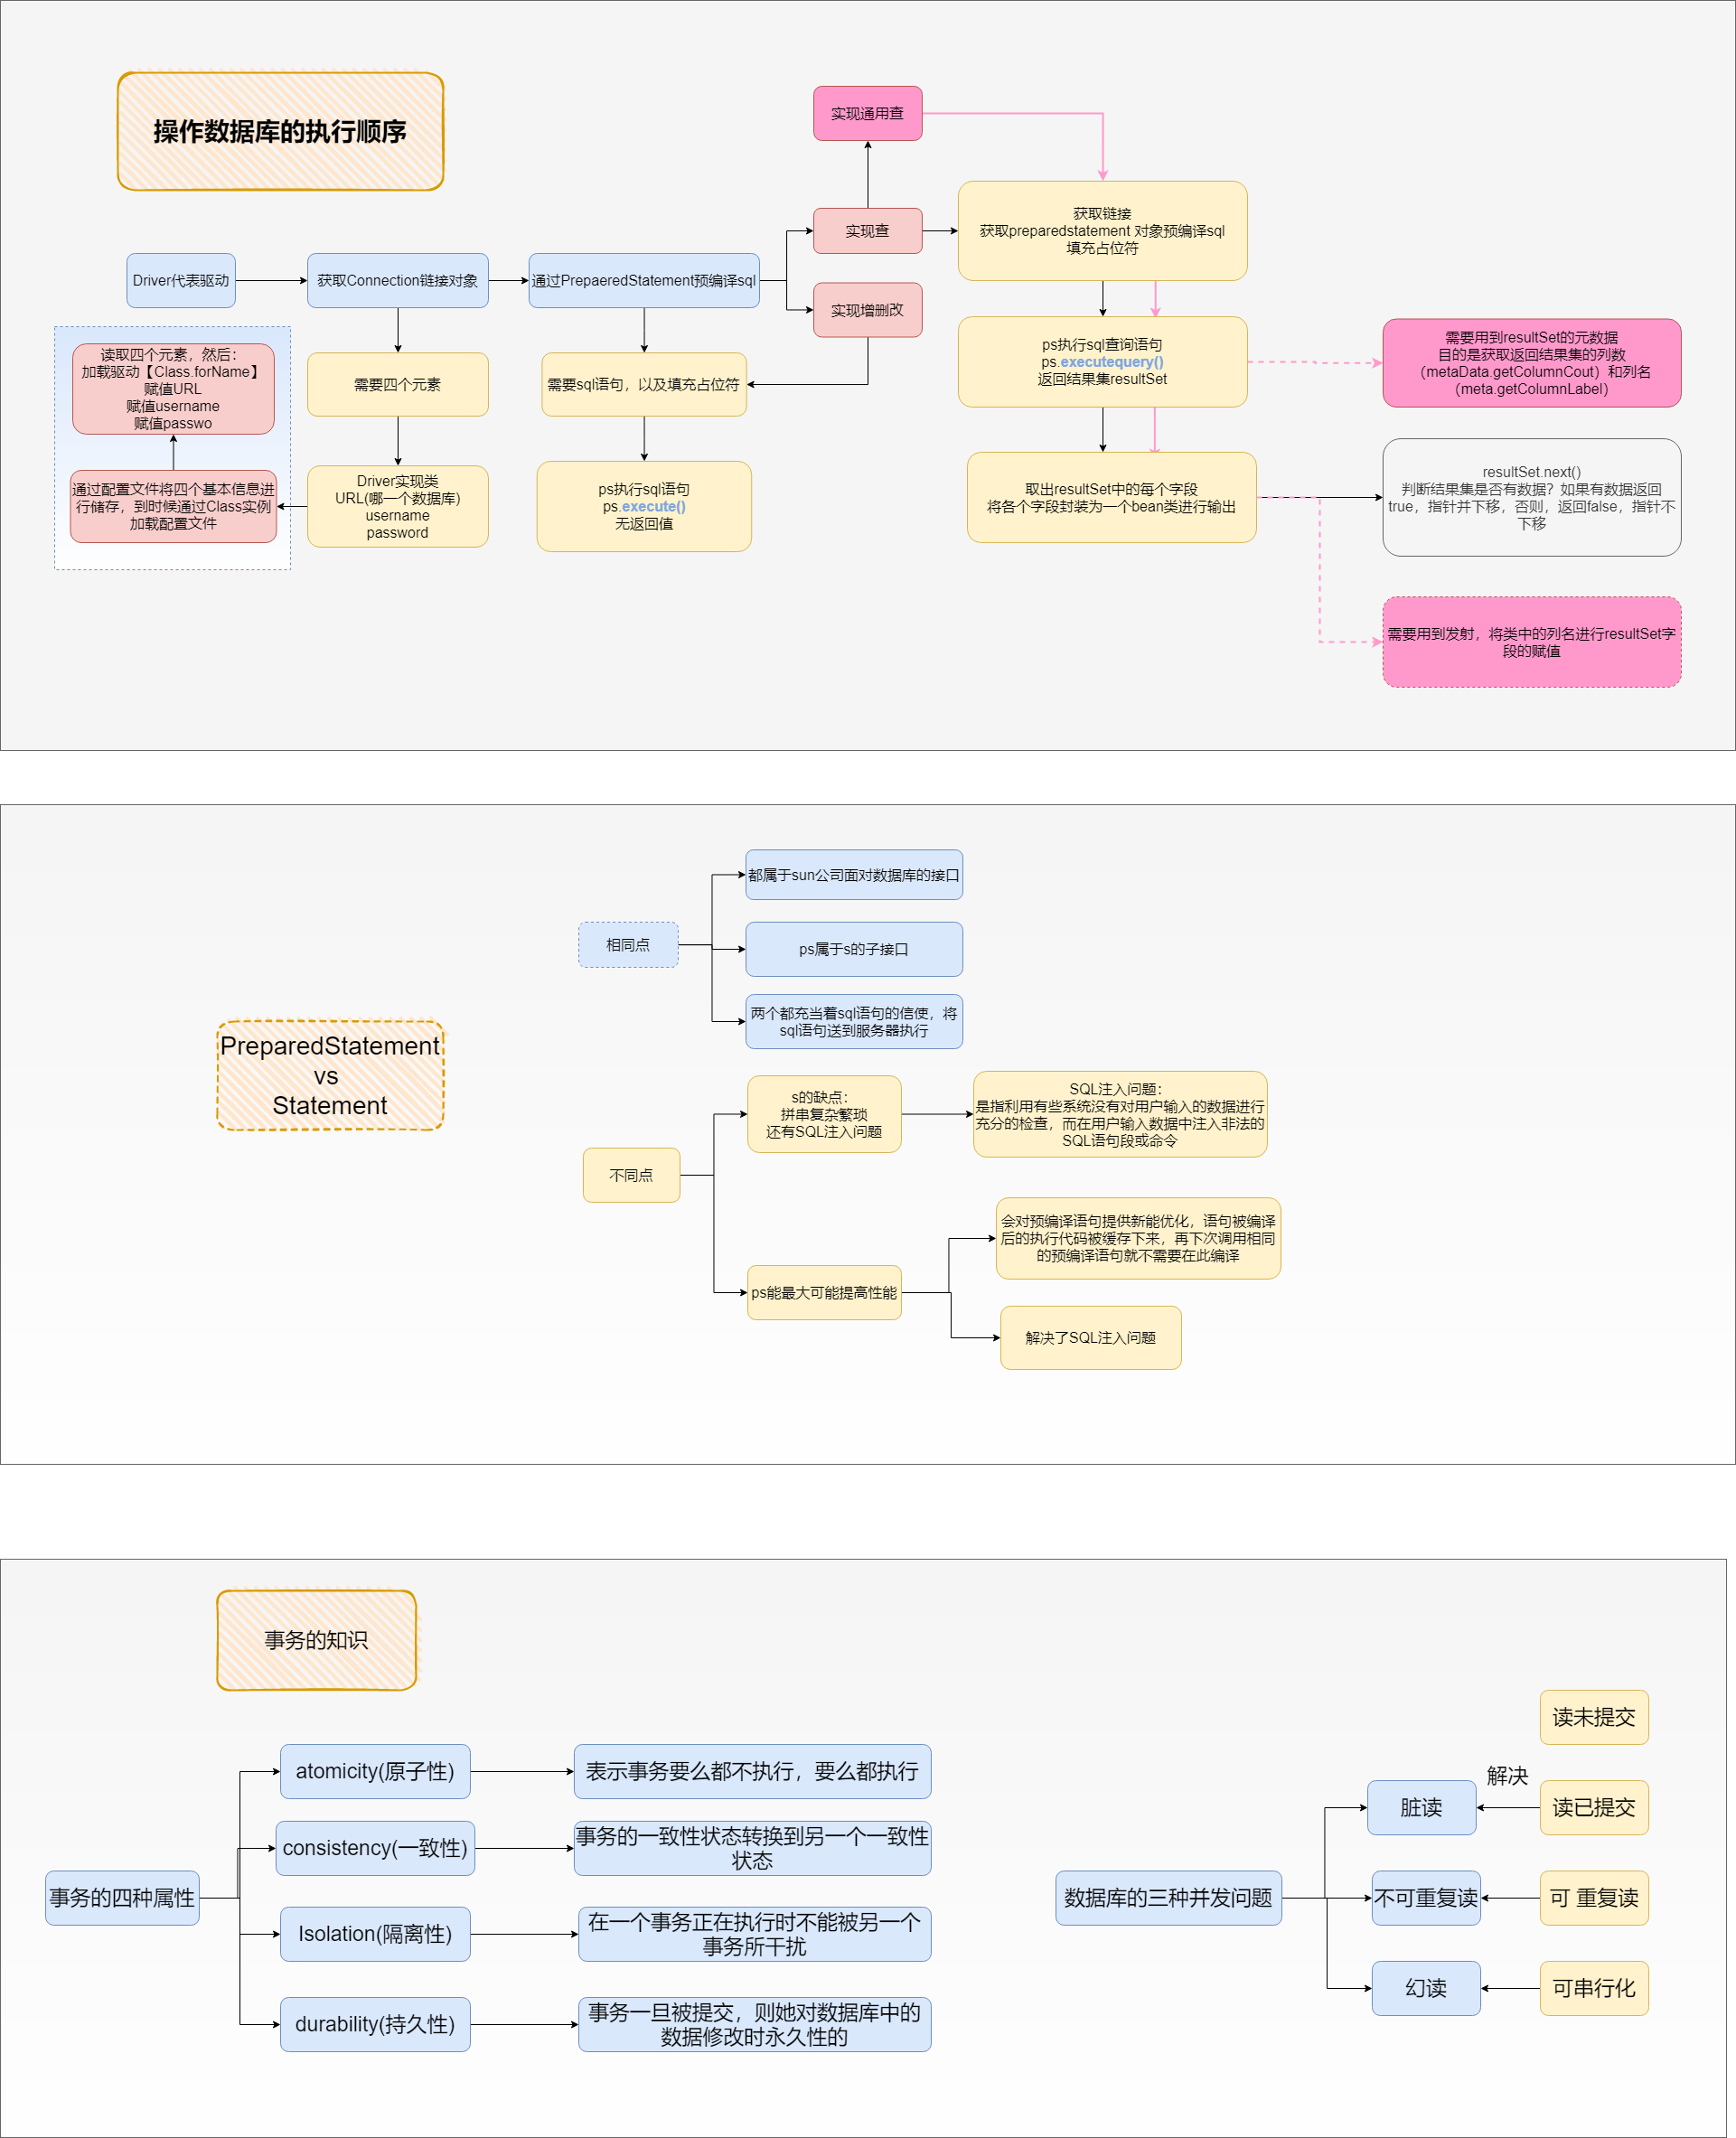 操作数据库的执行顺序
实现通用查
实现查
实现增删改
Driver代表驱动
获取Connection链接对象
通过PrepaeredStatement预编译sql
获取链接
获取preparedstatement 对象预编译sql
填充占位符
读取四个元素，然后：
加载驱动【Class.forName】
赋值URL
赋值username
赋值passwo
需要四个元素
需要sql语句，以及填充占位符
ps执行sql查询语句
ps.executequery()
返回结果集resultSet
需要用到resultSet的元数据
目的是获取返回结果集的列数
（metaData.getColumnCout）和列名
（meta.getColumnLabel）
通过配置文件将四个基本信息进
行储存，到时候通过Class实例
加载配置文件
Driver实现类
URL(哪一个数据库)
username
password
ps执行sql语句
ps.execute()
无返回值
取出resultSet中的每个字段
将各个字段封装为一个bean类进行输出
resultSet.next()
判断结果集是否有数据？如果有数据返回
true，指针并下移，否则，返回false，指针不
下移
需要用到发射，将类中的列名进行resultSet字
段的赋值
PreparedStatement
vs
Statement
相同点
都属于sun公司面对数据库的接口
ps属于s的子接口
两个都充当着sql语句的信使，将
sql语句送到服务器执行
不同点
s的缺点：
拼串复杂繁琐
还有SQL注入问题
SQL注入问题：
是指利用有些系统没有对用户输入的数据进行
充分的检查，而在用户输入数据中注入非法的
SQL语句段或命令
ps能最大可能提高性能
会对预编译语句提供新能优化，语句被编译
后的执行代码被缓存下来，再下次调用相同
的预编译语句就不需要在此编译
解决了SQL注入问题
事务的知识
事务的四种属性
atomicity(原子性)
表示事务要么都不执行，要么都执行
consistency(一致性)
事务的一致性状态转换到另一个一致性
状态
Isolation(隔离性)
在一个事务正在执行时不能被另一个
事务所干扰
durability(持久性)
事务一旦被提交，则她对数据库中的
数据修改时永久性的
数据库的三种并发问题
读未提交
脏读
解决
读已提交
不可重复读
可 重复读
幻读
可串行化